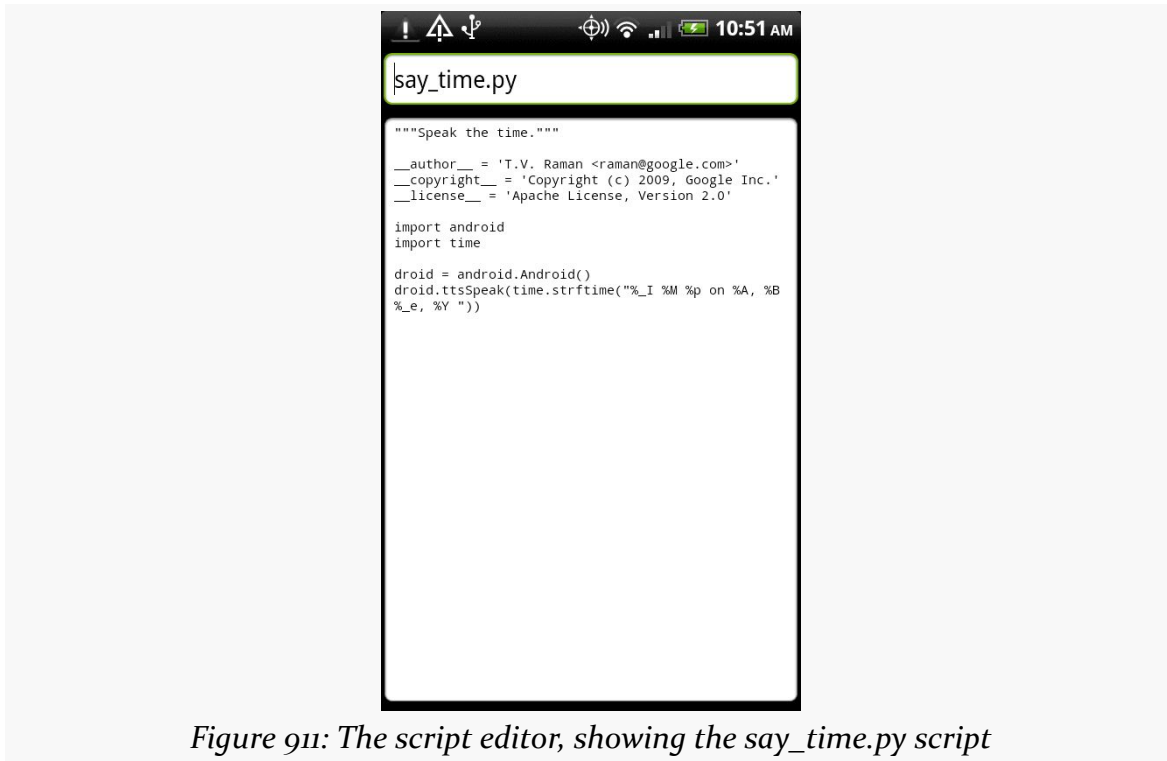 10:51 AM
say_time.py
"""Speak the time."""
__author__ = 'T.V. Raman <raman@google.com>'
__copyright__ = 'Copyright (c) 2009, Google Inc.'
__license__ = 'Apache License, Version 2.0'
import android
import time
droid = android.Android()
droid.ttsSpeak(time.strftime("%_I %M %p on %A, %B
%_e, %Y "))
Figure 911: The script editor, showing the say_time.py script